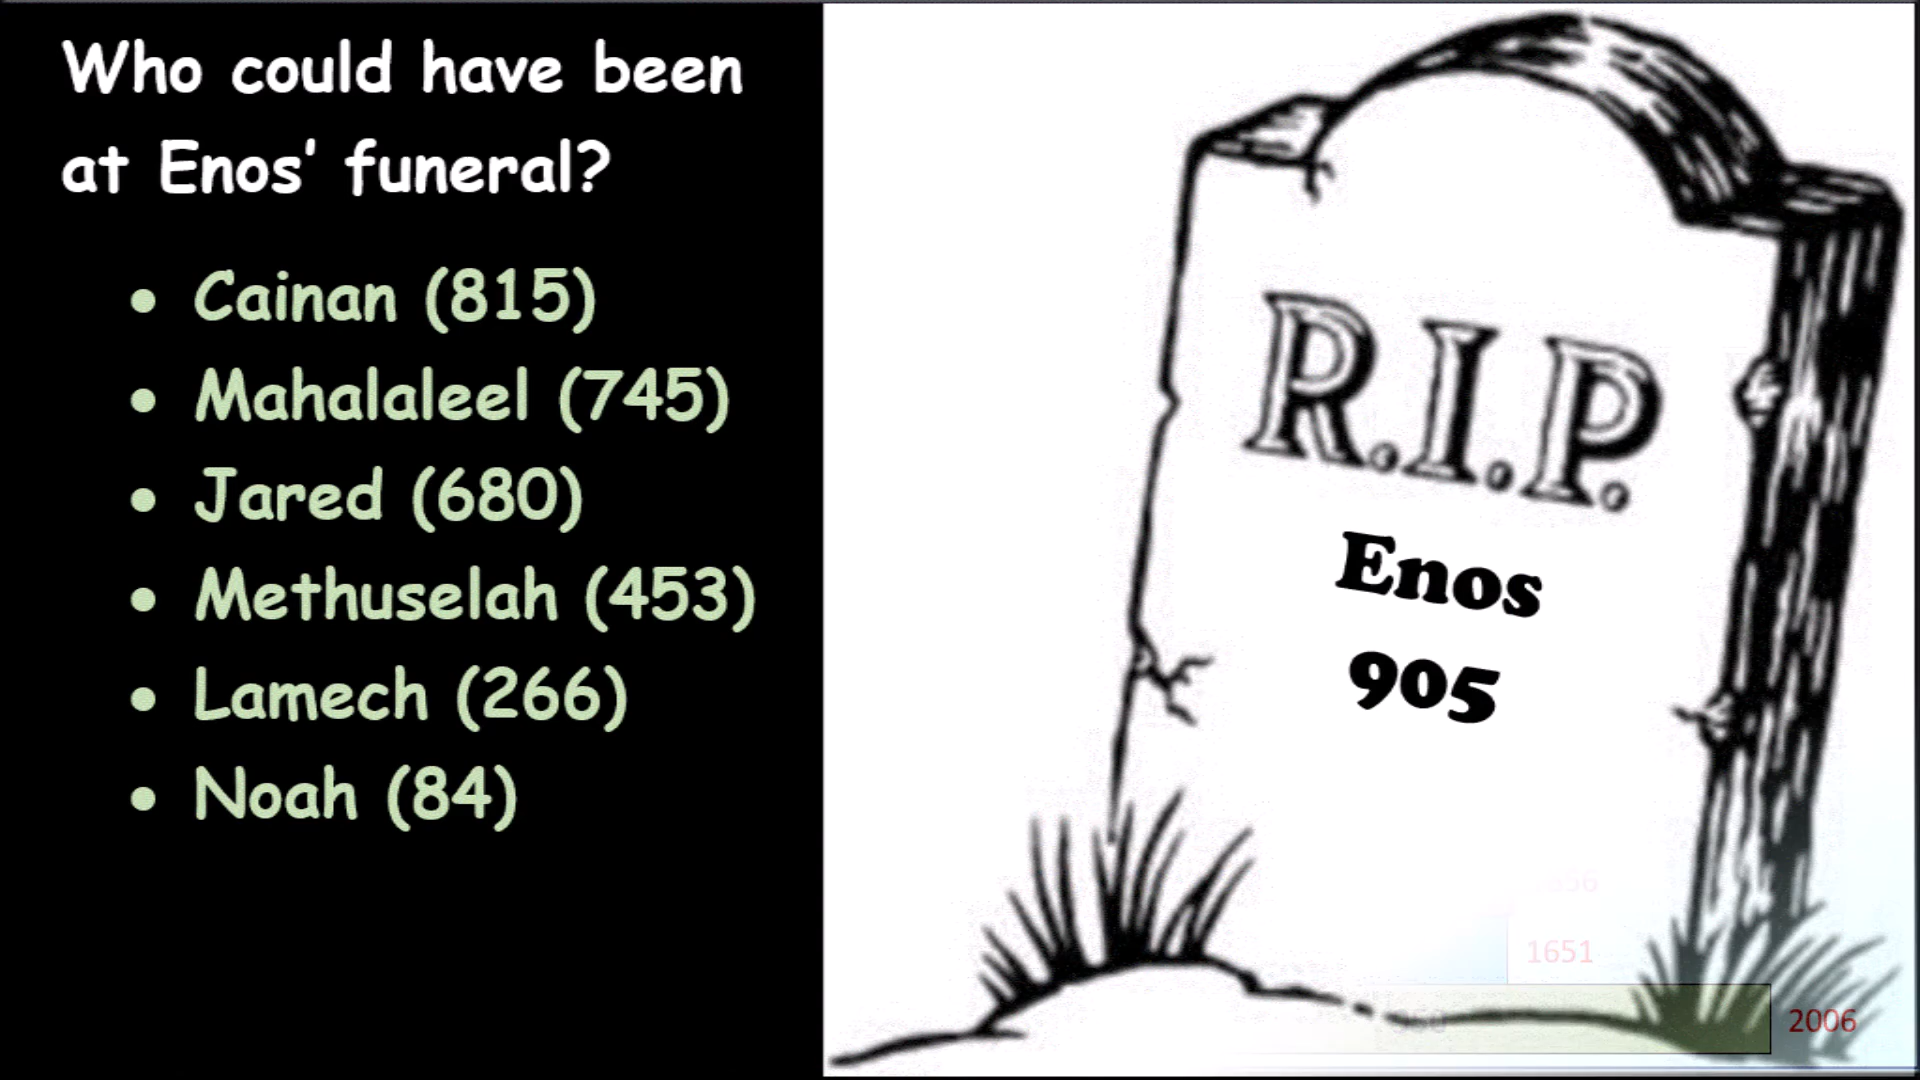 Who could have been
at Enos’ funeral?
• Cainan (815)
• Mahalaleel (745)
• Jared (680)
• Methuselah (453)
• Lamech (266)
• Noah (84)
R.I.P.
Enos
905
1651
2006